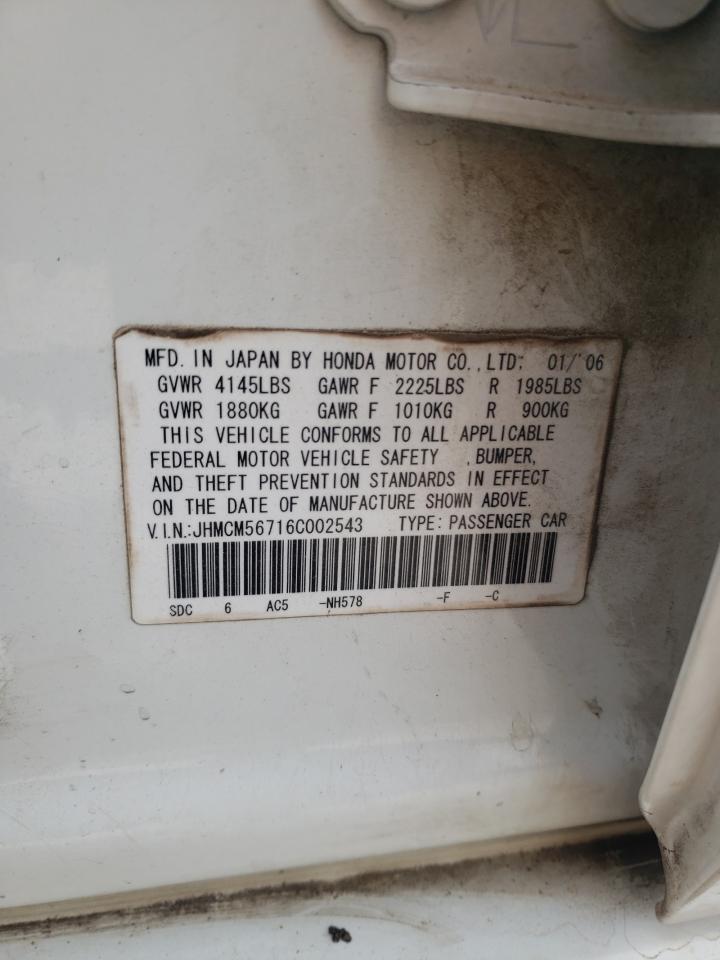 MFD. IN JAPAN BY HONDA MOTOR CO., LTD. 01/'06
GVWR 4145LBS GAWR F 2225LBS R 1985LBS
GVWR 1880KG GAWR F 1010KG R 900KG
THIS VEHICLE CONFORMS TO ALL APPLICABLE
FEDERAL MOTOR VEHICLE SAFETY , BUMPER,
AND THEFT PREVENTION STANDARDS IN EFFECT
ON THE DATE OF MANUFACTURE SHOWN ABOVE.
V.I.N.:JHMCM56716C002543 TYPE: PASSENGER CAR
SDC 6 AC5 -NH578 -F -C